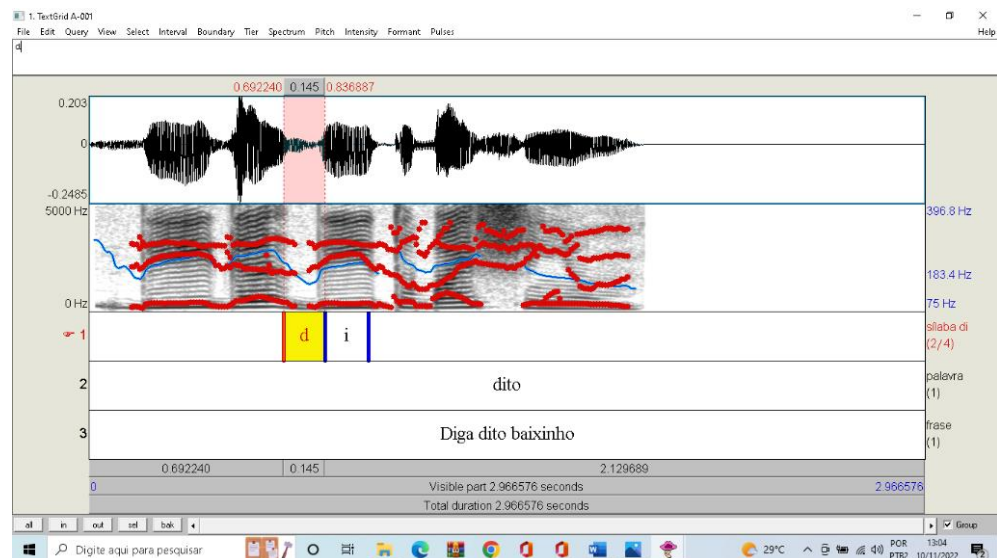 1. TextGrid A-001
File Edit Query View Select Interval Boundary Tier Spectrum Pitch Intensity Formant Pulses Help
d
0.692240 0.145 0.836887
0.203
0
-0.2485
5000 Hz 396.8 Hz
183.4 Hz
0 Hz 75 Hz
1 d i sílaba di
(2/4)
2 dito palavra
(1)
3 Diga dito baixinho frase
(1)
0.692240 0.145 2.129689
0 Visible part 2.966576 seconds 2.966576
Total duration 2.966576 seconds
all in out sel bak Group
Digite aqui para pesquisar 29°C POR 13:04
PTB2 10/11/2022